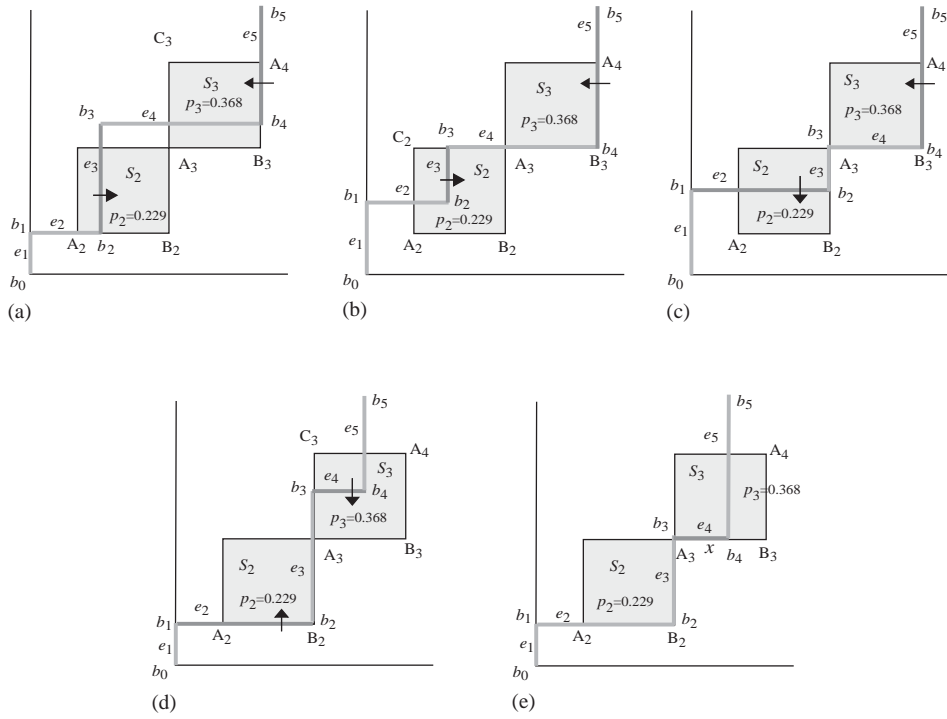 b5
C3
e5
A4
S3
p3=0.368
b3
e4
b4
A3
B3
e3
S2
p2=0.229
b1
e2
A2
b2
B2
e1
b0
(a)
b5
e5
A4
S3
p3=0.368
C2
b3
e4
A3
B3
b4
e3
S2
b1
e2
b2
p2=0.229
A2
B2
e1
b0
(b)
b5
e5
A4
S3
p3=0.368
b3
e4
b4
A3
B3
S2
e3
e2
b1
b2
p2=0.229
A2
B2
e1
b0
(c)
b5
e5
C3
A4
S3
e4
b3
b4
p3=0.368
A3
B3
S2
e3
p2=0.229
e2
b1
b2
A2
B2
e1
b0
(d)
b5
e5
A4
S3
p3=0.368
b3
e4
A3
x
b4
B3
S2
e3
p2=0.229
b1
e2
b2
A2
B2
e1
b0
(e)